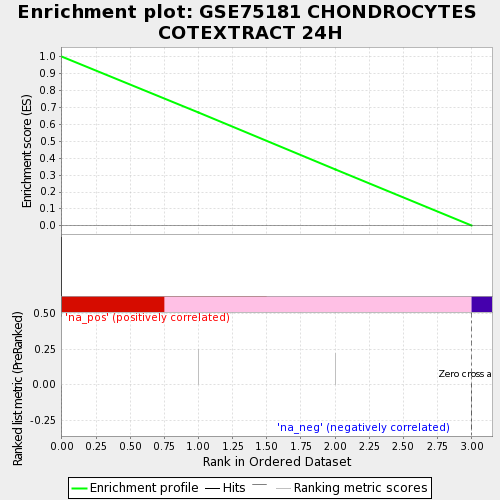 Enrichment plot: GSE75181 CHONDROCYTES
COTEXTRACT 24H
Enrichment score (ES)
1.0
0.9
0.8
0.7
0.6
0.5
0.4
0.3
0.2
0.1
0.0
Ranked list metric (PreRanked)
0.50
0.25
0.00
-0.25
'na_pos' (positively correlated)
Zero cross a
'na_neg' (negatively correlated)
0.00 0.25 0.50 0.75 1.00 1.25 1.50 1.75 2.00 2.25 2.50 2.75 3.00
Rank in Ordered Dataset
Enrichment profile Hits Ranking metric scores